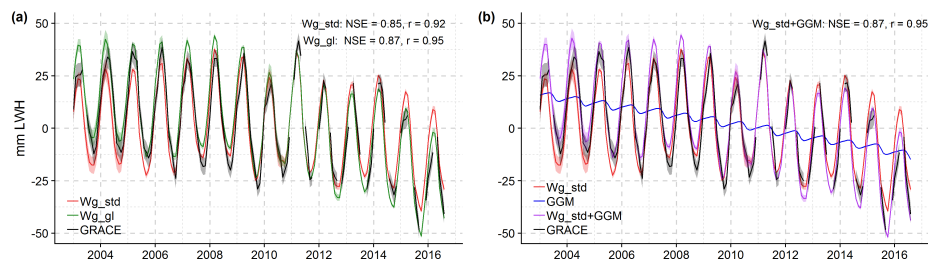 (a)
Wg_std: NSE = 0.85, r = 0.92
Wg_gl: NSE = 0.87, r = 0.95
mm LWH
50
25
0
-25
-50
Wg_std
Wg_gl
GRACE
2004 2006 2008 2010 2012 2014 2016
(b)
Wg_std+GGM: NSE = 0.87, r = 0.95
50
25
0
-25
-50
Wg_std
GGM
Wg_std+GGM
GRACE
2004 2006 2008 2010 2012 2014 2016